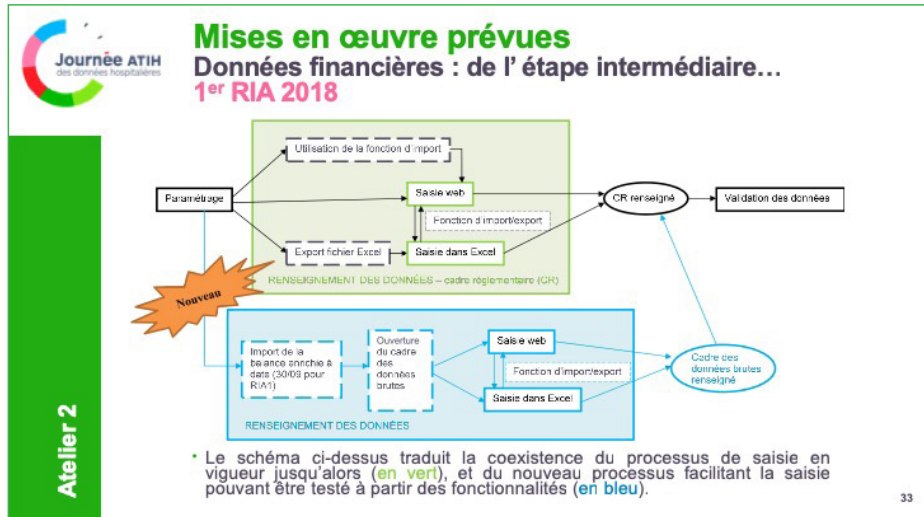 Journée ATIH
des données hospitalières
Mises en œuvre prévues
Données financières : de l' étape intermédiaire…
1er RIA 2018
Utilisation de la fonction d'import
Paramétrage
Saisie web
CR renseigné
Validation des données
Fonction d'import/export
Export fichier Excel
Saisie dans Excel
RENSEIGNEMENT DES DONNÉES – cadre réglementaire (CR)
Nouveau
Import de la
balance enrichie à
date (30/09 pour
RIA1)
Ouverture
du cadre
des
données
brutes
Saisie web
Fonction d'import/export
Saisie dans Excel
Cadre des
données brutes
renseigné
RENSEIGNEMENT DES DONNÉES
• Le schéma ci-dessus traduit la coexistence du processus de saisie en
vigueur jusqu'alors (en vert), et du nouveau processus facilitant la saisie
pouvant être testé à partir des fonctionnalités (en bleu).
Atelier 2
33